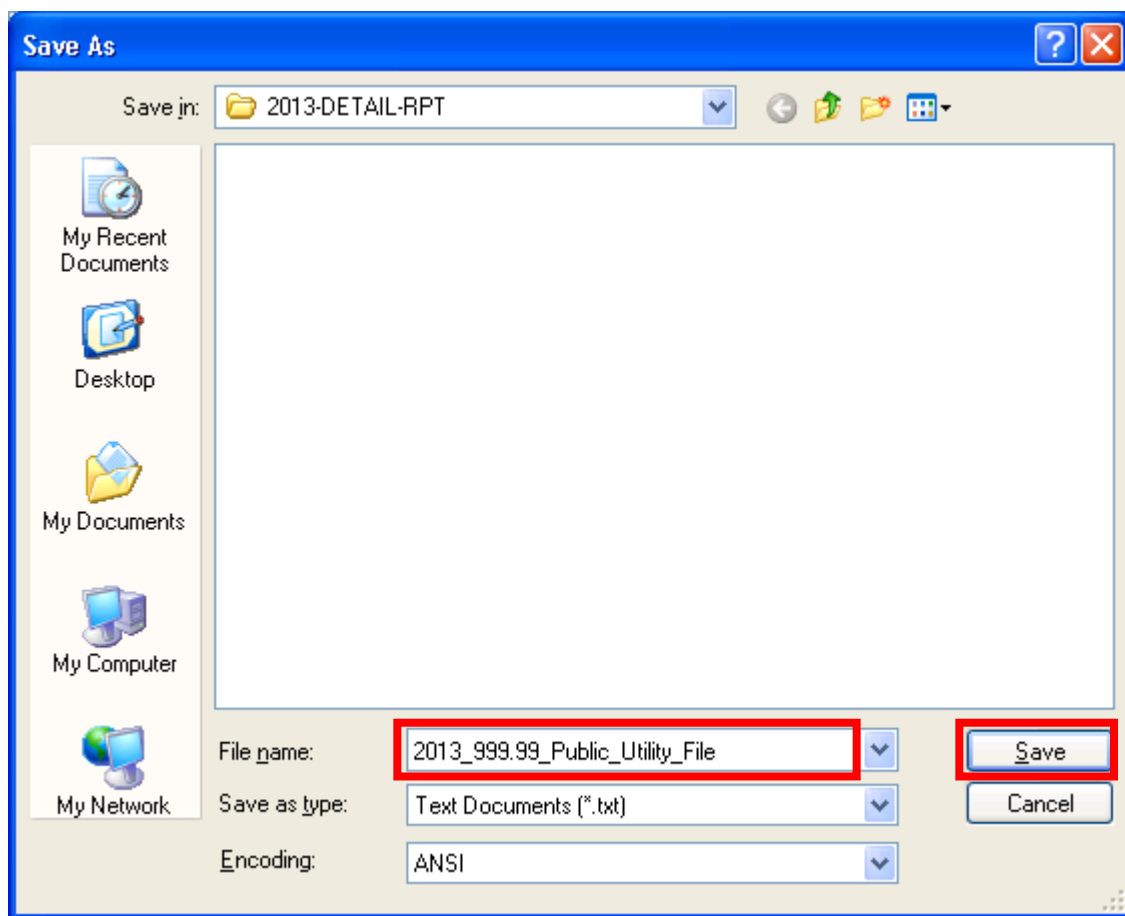 Save As
?
Save in: 2013-DETAIL-RPT
My Recent
Documents
Desktop
My Documents
My Computer
My Network
File name: 2013_999.99_Public_Utility_File
Save
Save as type: Text Documents (*.txt)
Cancel
Encoding: ANSI